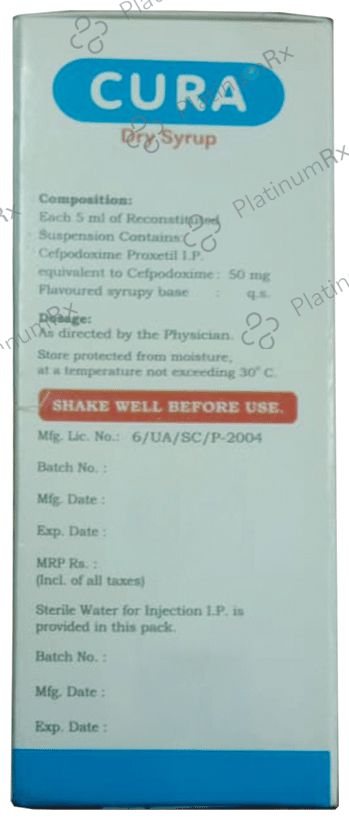 CURA
Dry Syrup
Composition:
Each 5 ml of Reconstituted
Suspension Contains:
Cefpodoxime Proxetil I.P.
equivalent to Cefpodoxime : 50 mg
Flavoured syrupy base : q.s.
Dosage:
As directed by the Physician.
Store protected from moisture,
at a temperature not exceeding 30° C.
SHAKE WELL BEFORE USE.
Mfg. Lic. No.: 6/UA/SC/P-2004
Batch No. :
Mfg. Date :
Exp. Date :
MRP Rs. :
(Incl. of all taxes)
Sterile Water for Injection I.P. is
provided in this pack.
Batch No. :
Mfg. Date :
Exp. Date :
PlatinumRx
PlatinumRx